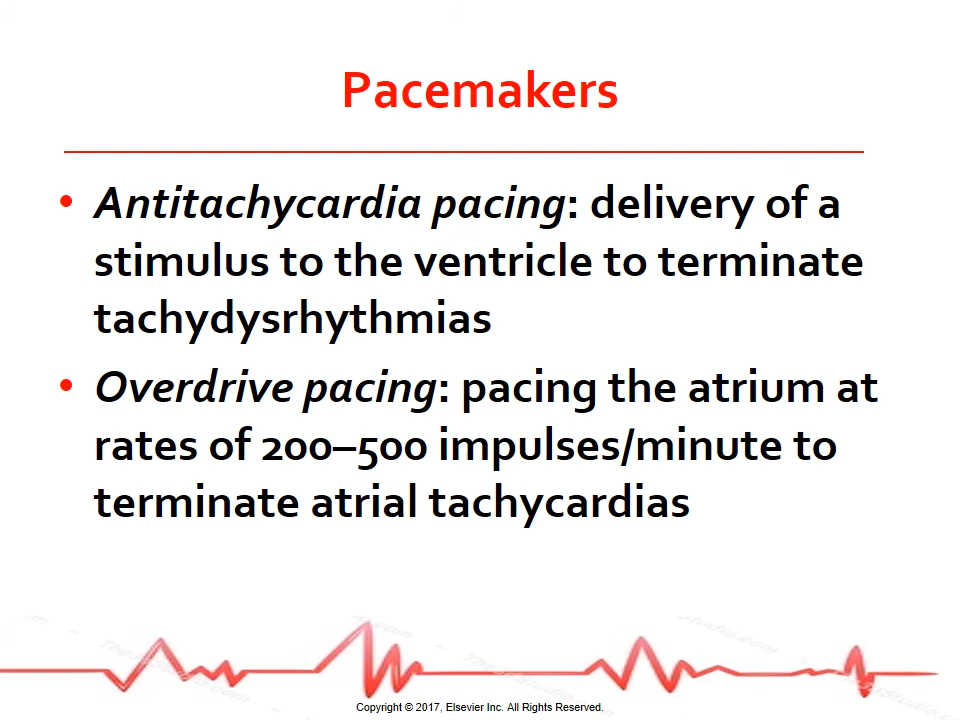 Pacemakers
• Antitachycardia pacing: delivery of a
stimulus to the ventricle to terminate
tachydysrhythmias
• Overdrive pacing: pacing the atrium at
rates of 200–500 impulses/minute to
terminate atrial tachycardias
Copyright © 2017, Elsevier Inc. All Rights Reserved.